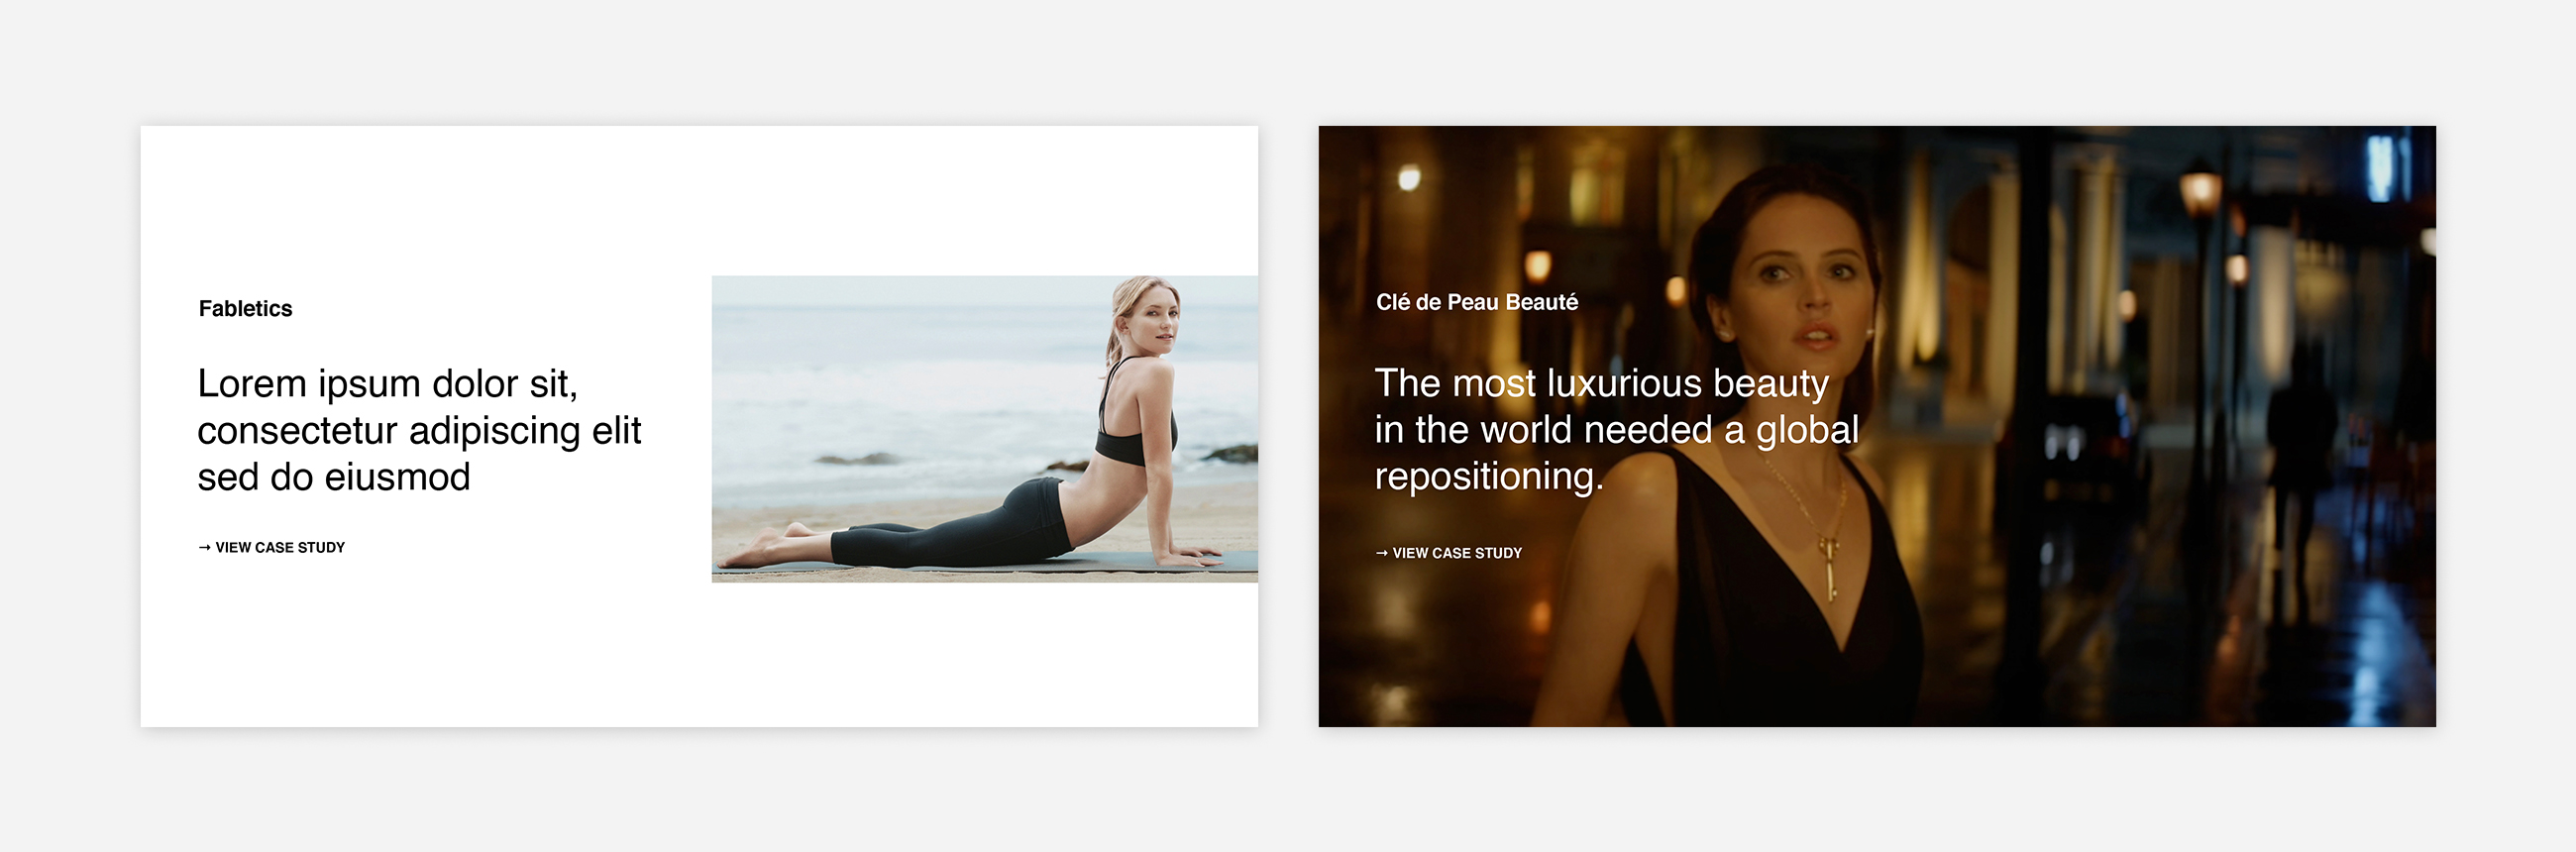 Fabletics
Lorem ipsum dolor sit,
consectetur adipiscing elit
sed do eiusmod
→ VIEW CASE STUDY
Clé de Peau Beauté
The most luxurious beauty
in the world needed a global
repositioning.
→ VIEW CASE STUDY